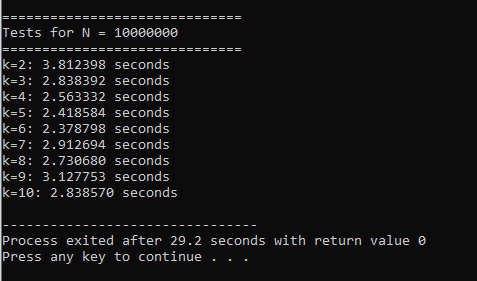 ==============================
Tests for N = 10000000
==============================
k=2: 3.812398 seconds
k=3: 2.838392 seconds
k=4: 2.563332 seconds
k=5: 2.418584 seconds
k=6: 2.378798 seconds
k=7: 2.912694 seconds
k=8: 2.730680 seconds
k=9: 3.127753 seconds
k=10: 2.838570 seconds
--------------------------------
Process exited after 29.2 seconds with return value 0
Press any key to continue . . .